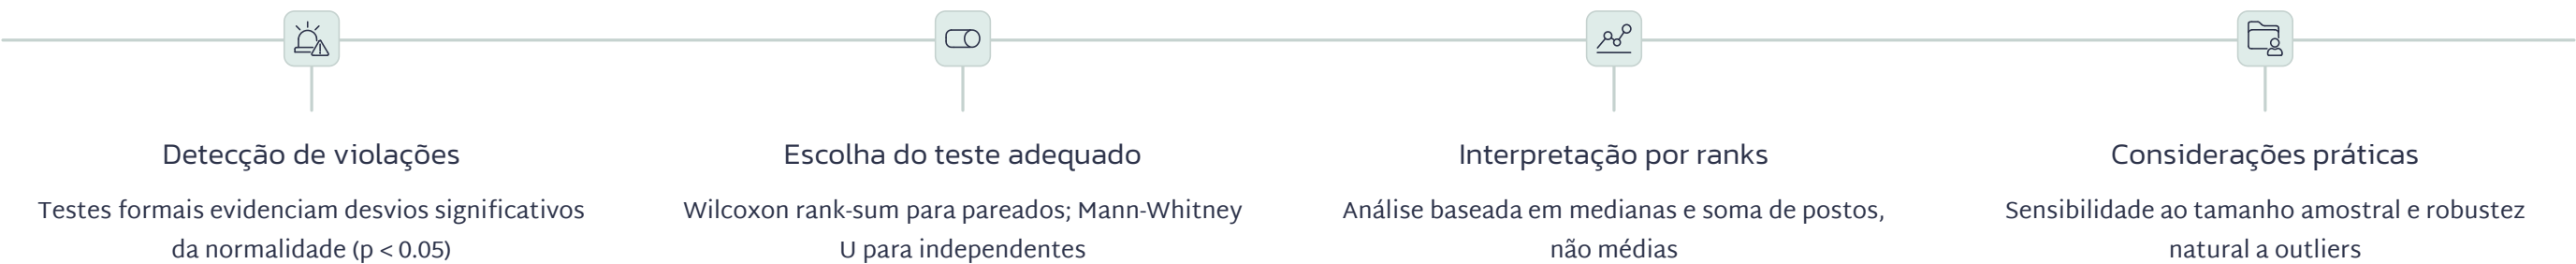 Detecção de violações
Testes formais evidenciam desvios significativos
da normalidade (p < 0.05)
Escolha do teste adequado
Wilcoxon rank-sum para pareados; Mann-Whitney
U para independentes
Interpretação por ranks
Análise baseada em medianas e soma de postos,
não médias
Considerações práticas
Sensibilidade ao tamanho amostral e robustez
natural a outliers